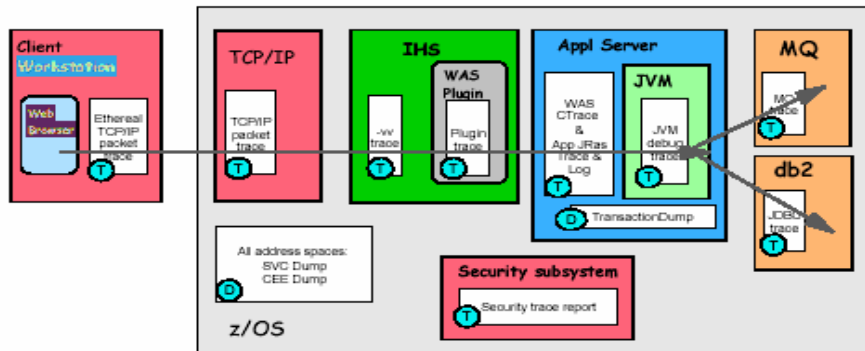 Client
Workstation
Web
Browser
Ethereal
TCP/IP
packet
trace
T
TCP/IP
TCP/IP
packet
trace
T
IHS
-vv
trace
T
WAS
Plugin
Plugin
trace
T
Appl Server
WAS
CTrace
&
App JRas
Trace &
Log
T
JVM
JVM
debug
trace
T
D
TransactionDump
MQ
MQ
trace
T
db2
JDBC
trace
T
All address spaces:
SVC Dump
CEE Dump
D
Security subsystem
Security trace report
T
z/OS